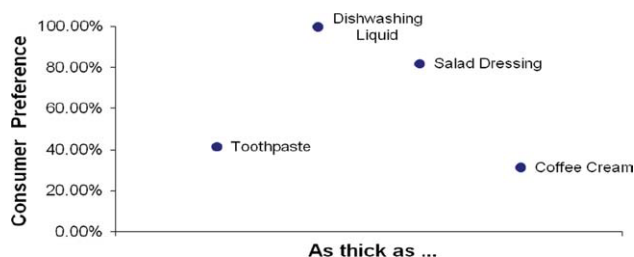 Consumer Preference
100.00%
80.00%
60.00%
40.00%
20.00%
0.00%
Dishwashing
Liquid
Salad Dressing
Toothpaste
Coffee Cream
As thick as ...